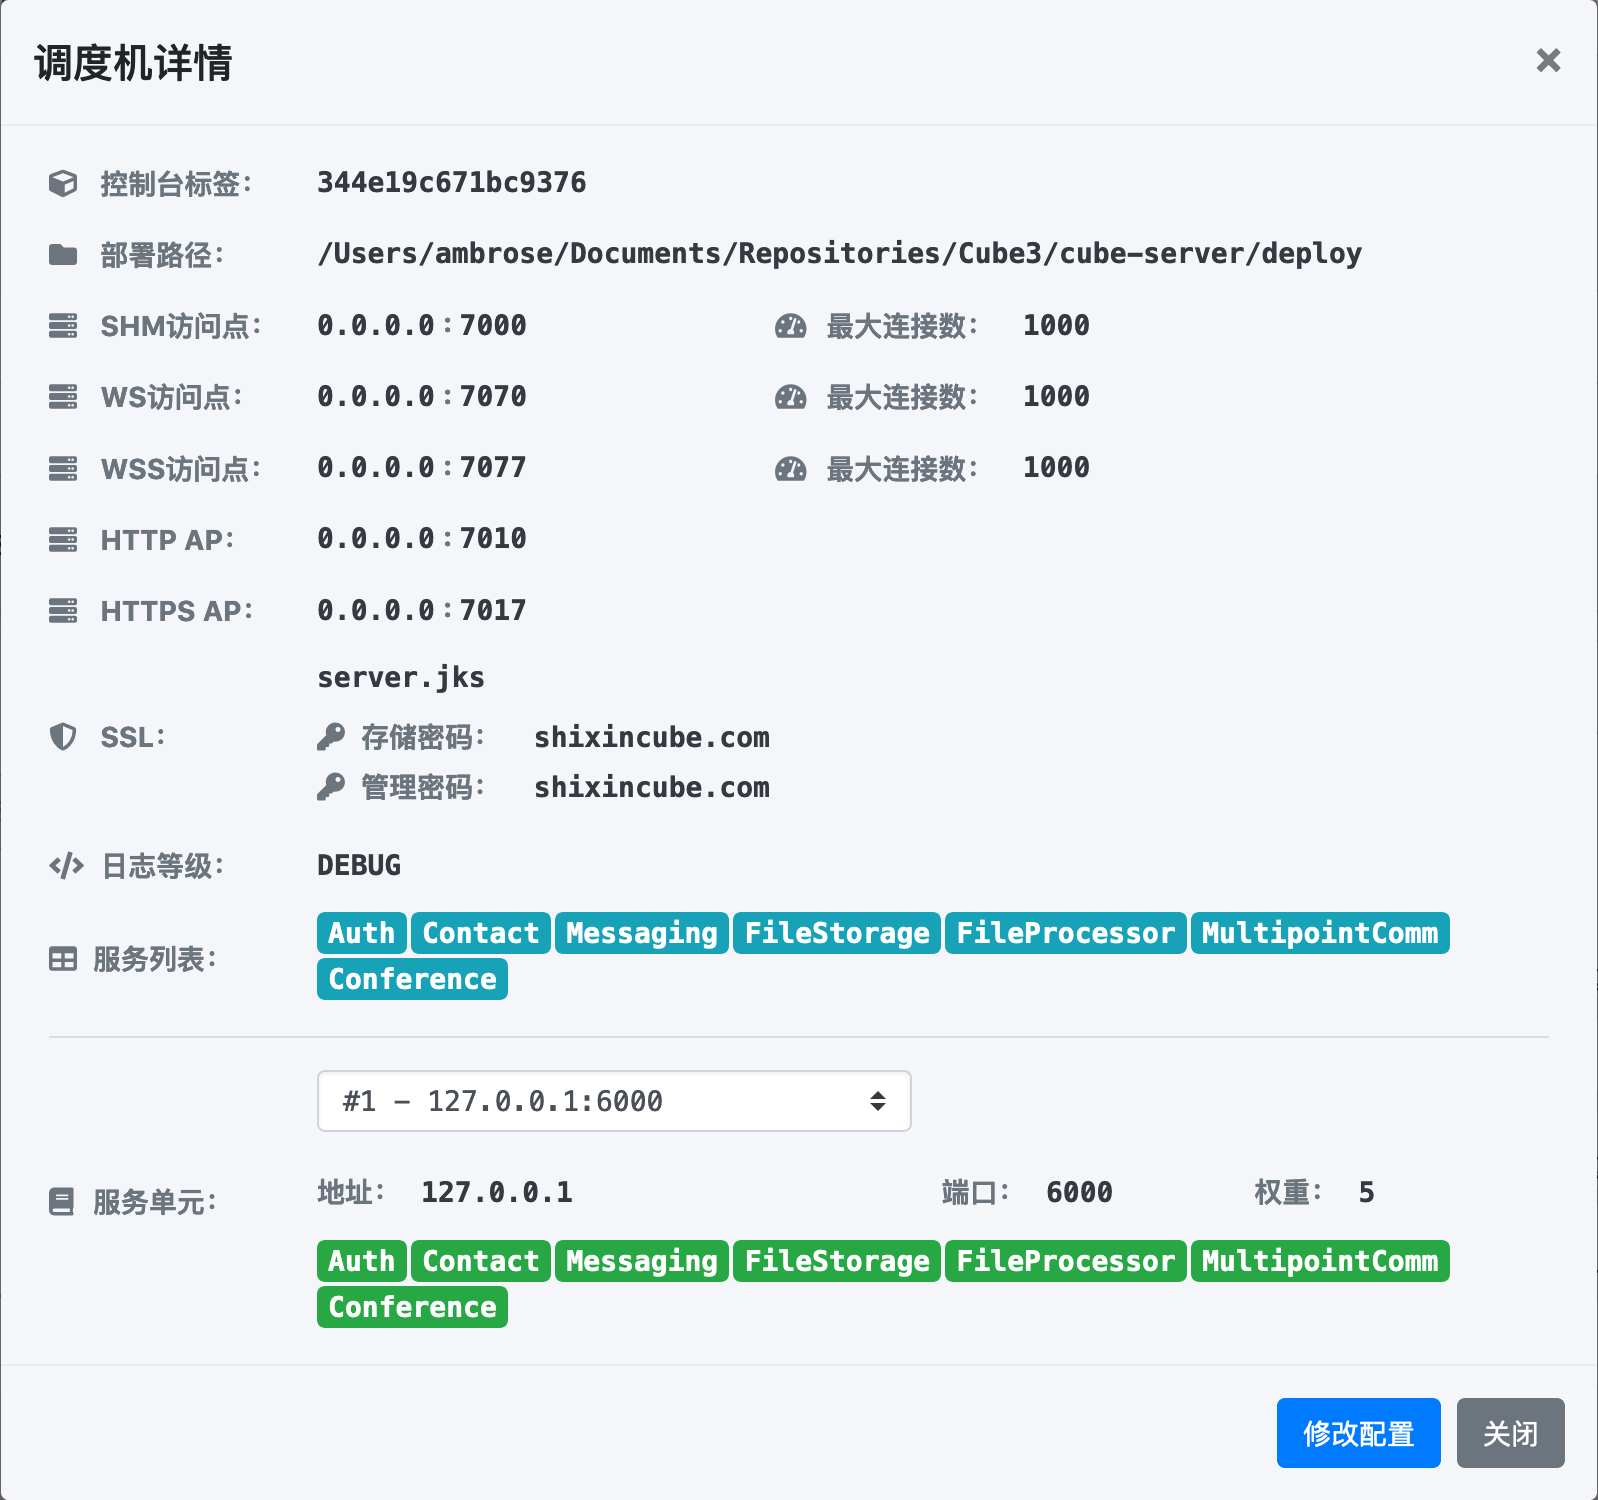 调度机详情
控制台标签: 344e19c671bc9376
部署路径: /Users/ambrose/Documents/Repositories/Cube3/cube-server/deploy
SHM访问点: 0.0.0.0:7000 最大连接数: 1000
WS访问点: 0.0.0.0:7070 最大连接数: 1000
WSS访问点: 0.0.0.0:7077 最大连接数: 1000
HTTP AP: 0.0.0.0:7010
HTTPS AP: 0.0.0.0:7017
server.jks
SSL: 存储密码: shixincube.com
管理密码: shixincube.com
日志等级: DEBUG
Auth Contact Messaging FileStorage FileProcessor MultipointComm
服务列表:
Conference
#1 - 127.0.0.1:6000
服务单元: 地址: 127.0.0.1 端口: 6000 权重: 5
Auth Contact Messaging FileStorage FileProcessor MultipointComm
Conference
修改配置 关闭